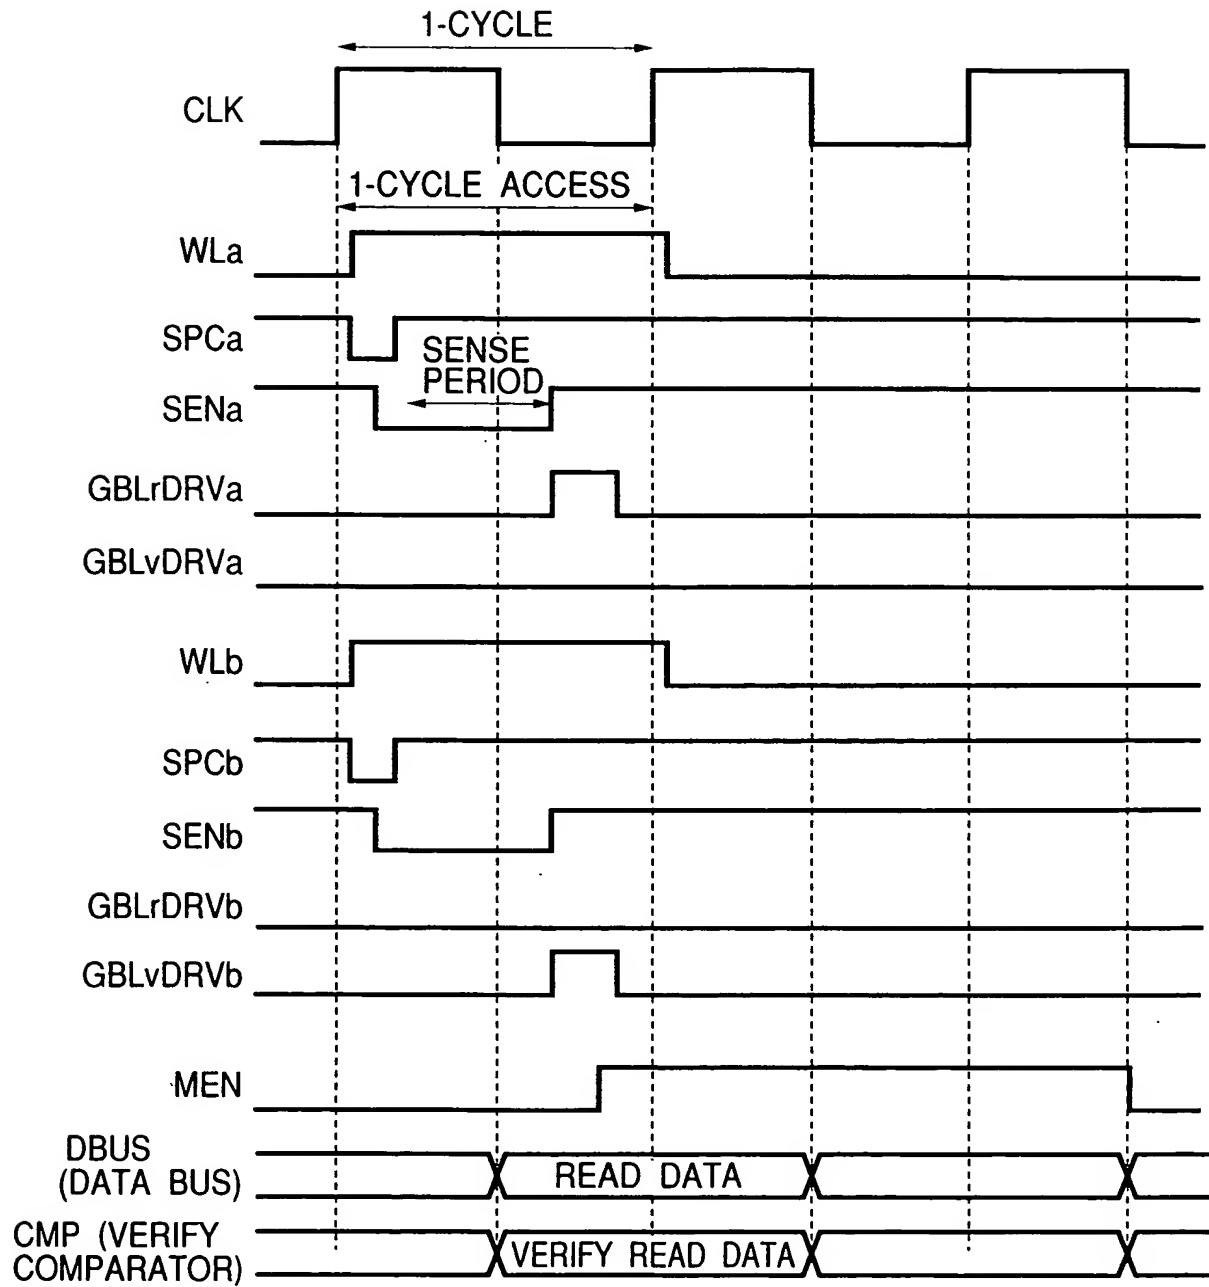 1-CYCLE
CLK
1-CYCLE ACCESS
WLa
SPCa
SENSE
PERIOD
SENa
GBLrDRVa
GBLvDRVa
WLb
SPCb
SENb
GBLrDRVb
GBLvDRVb
MEN
DBUS
(DATA BUS)
READ DATA
CMP (VERIFY
COMPARATOR)
VERIFY READ DATA